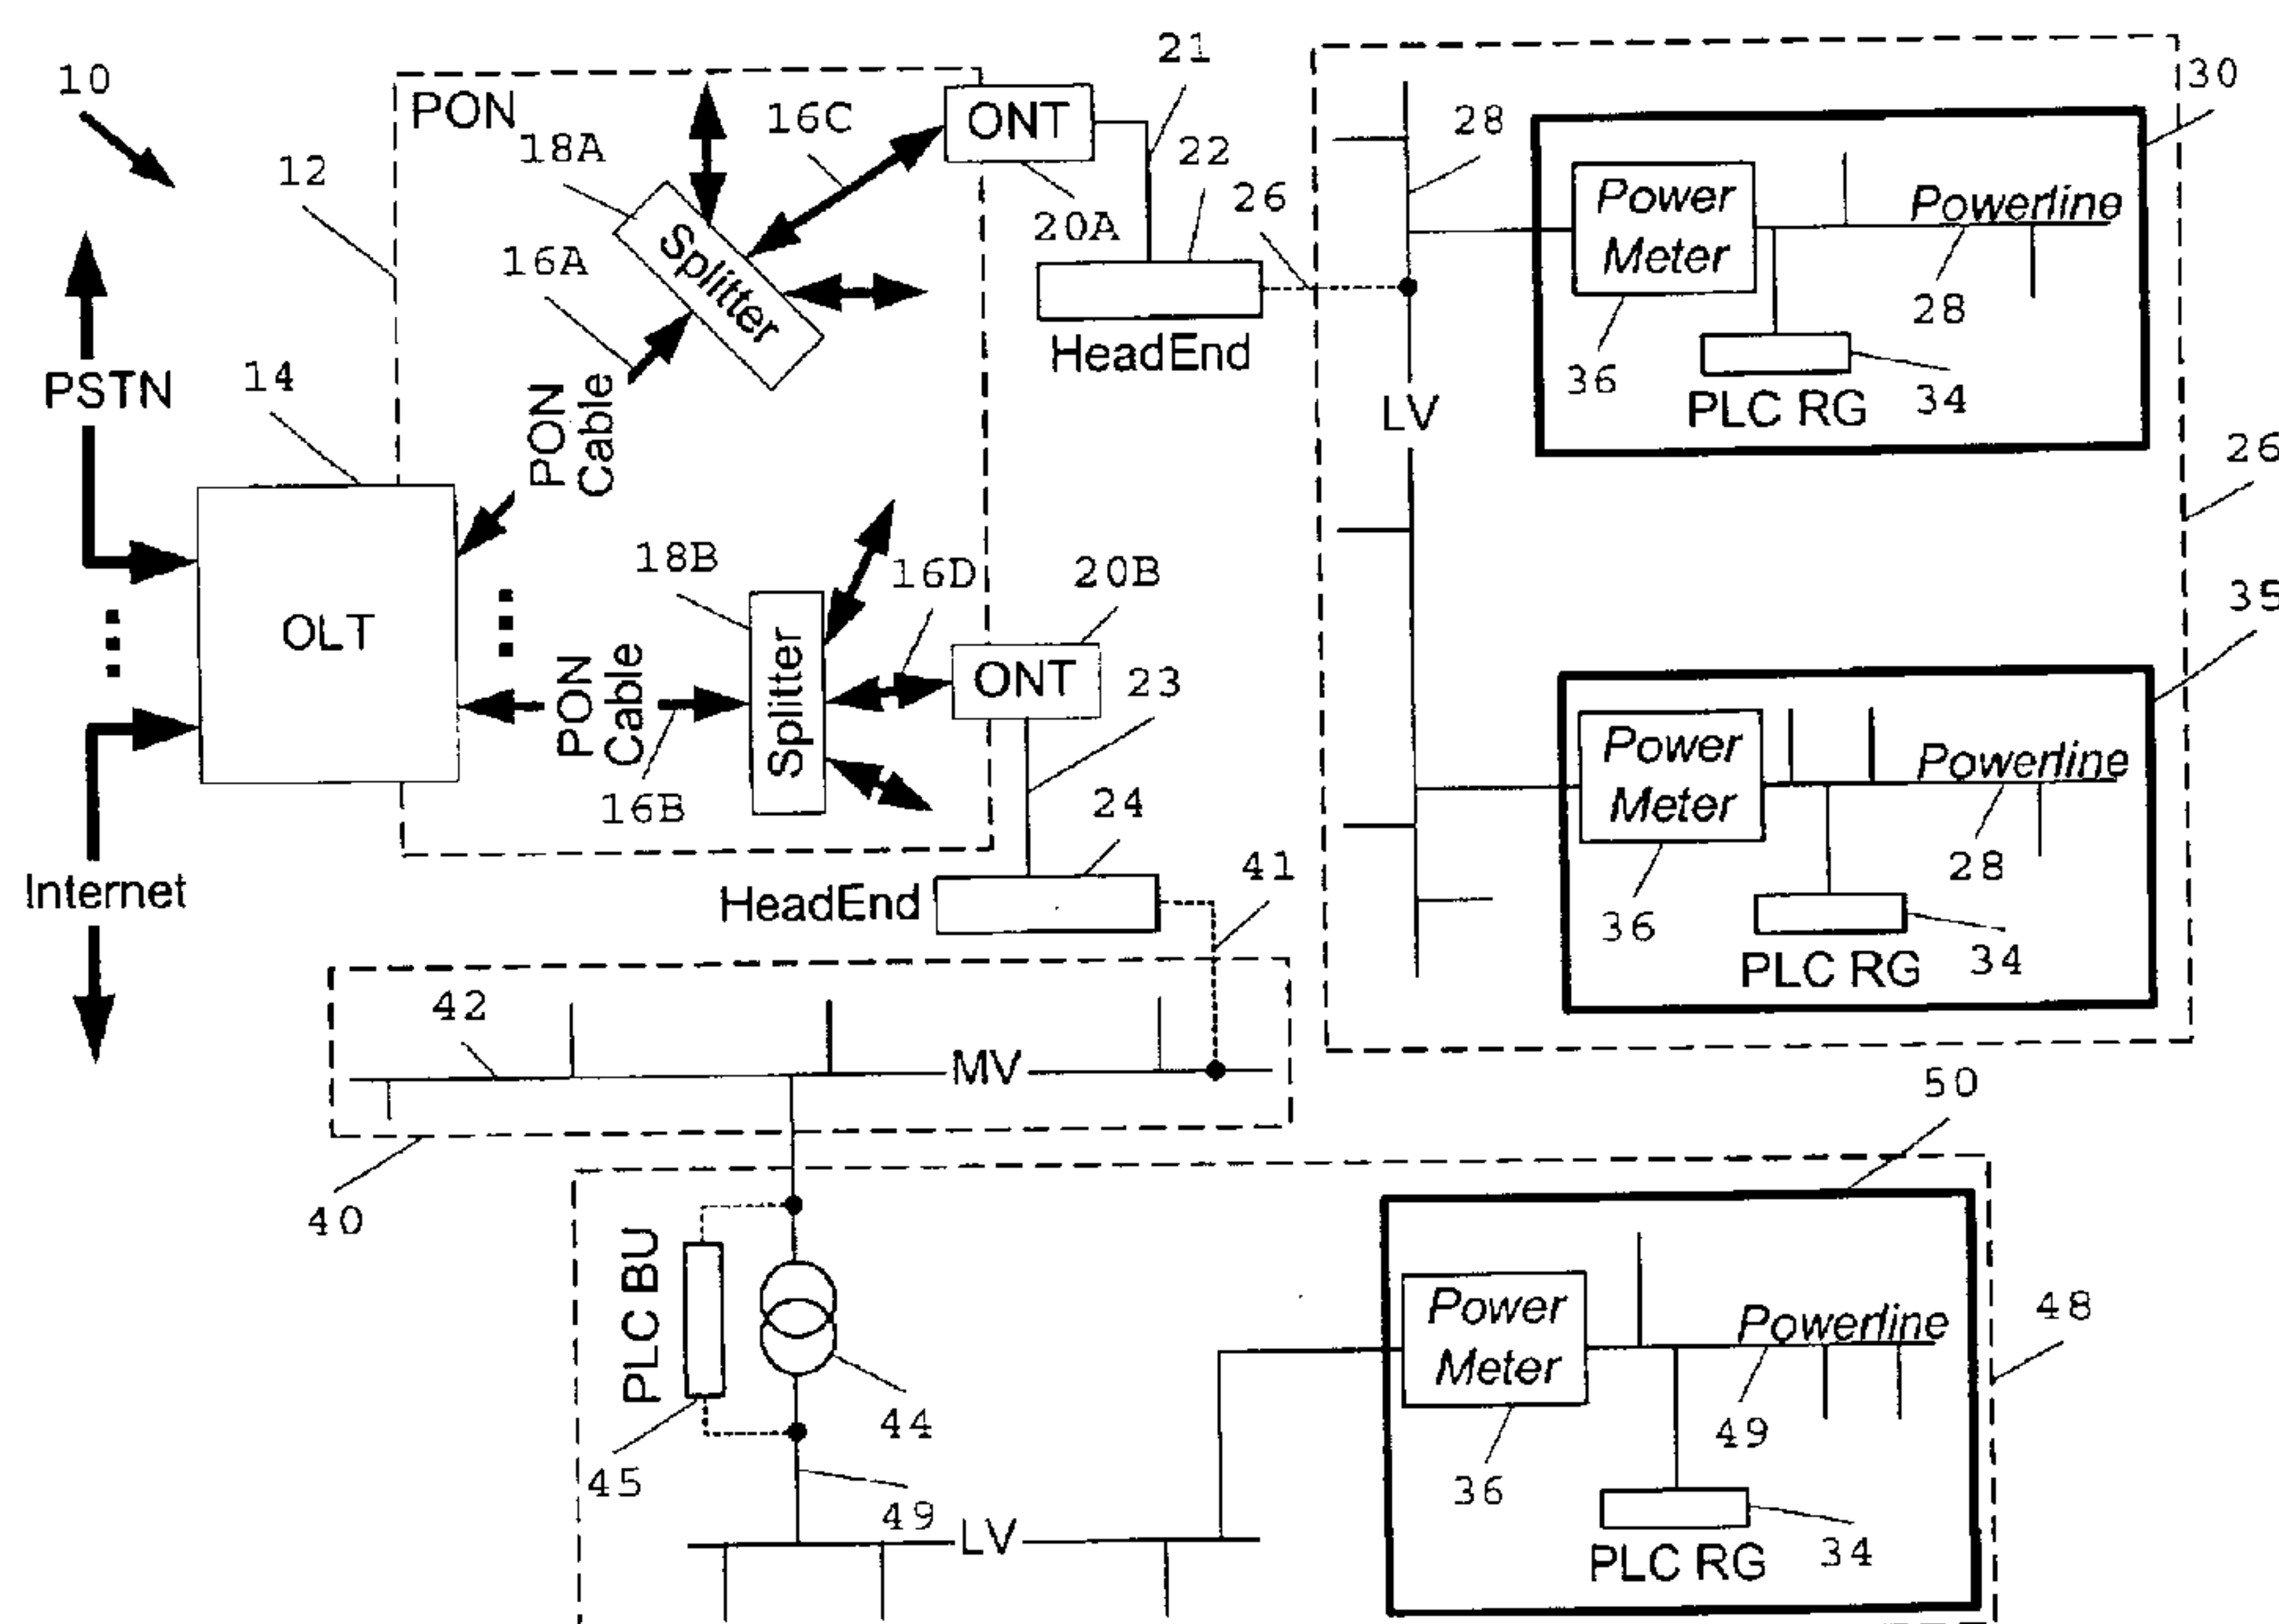 10
PON
12
18A
16C
ONT
21
22
20A
26
28
30
Power
Meter
Powerline
28
36
PLC RG
34
Splitter
16A
HeadEnd
PSTN
14
PON
Cable
LV
26
OLT
18B
16D
20B
ONT
23
35
PON
Cable
16B
Splitter
24
Power
Meter
Powerline
28
36
PLC RG
34
Internet
HeadEnd
41
42
MV
40
50
PLC BU
44
45
49
LV
Power
Meter
Powerline
49
36
PLC RG
34
48